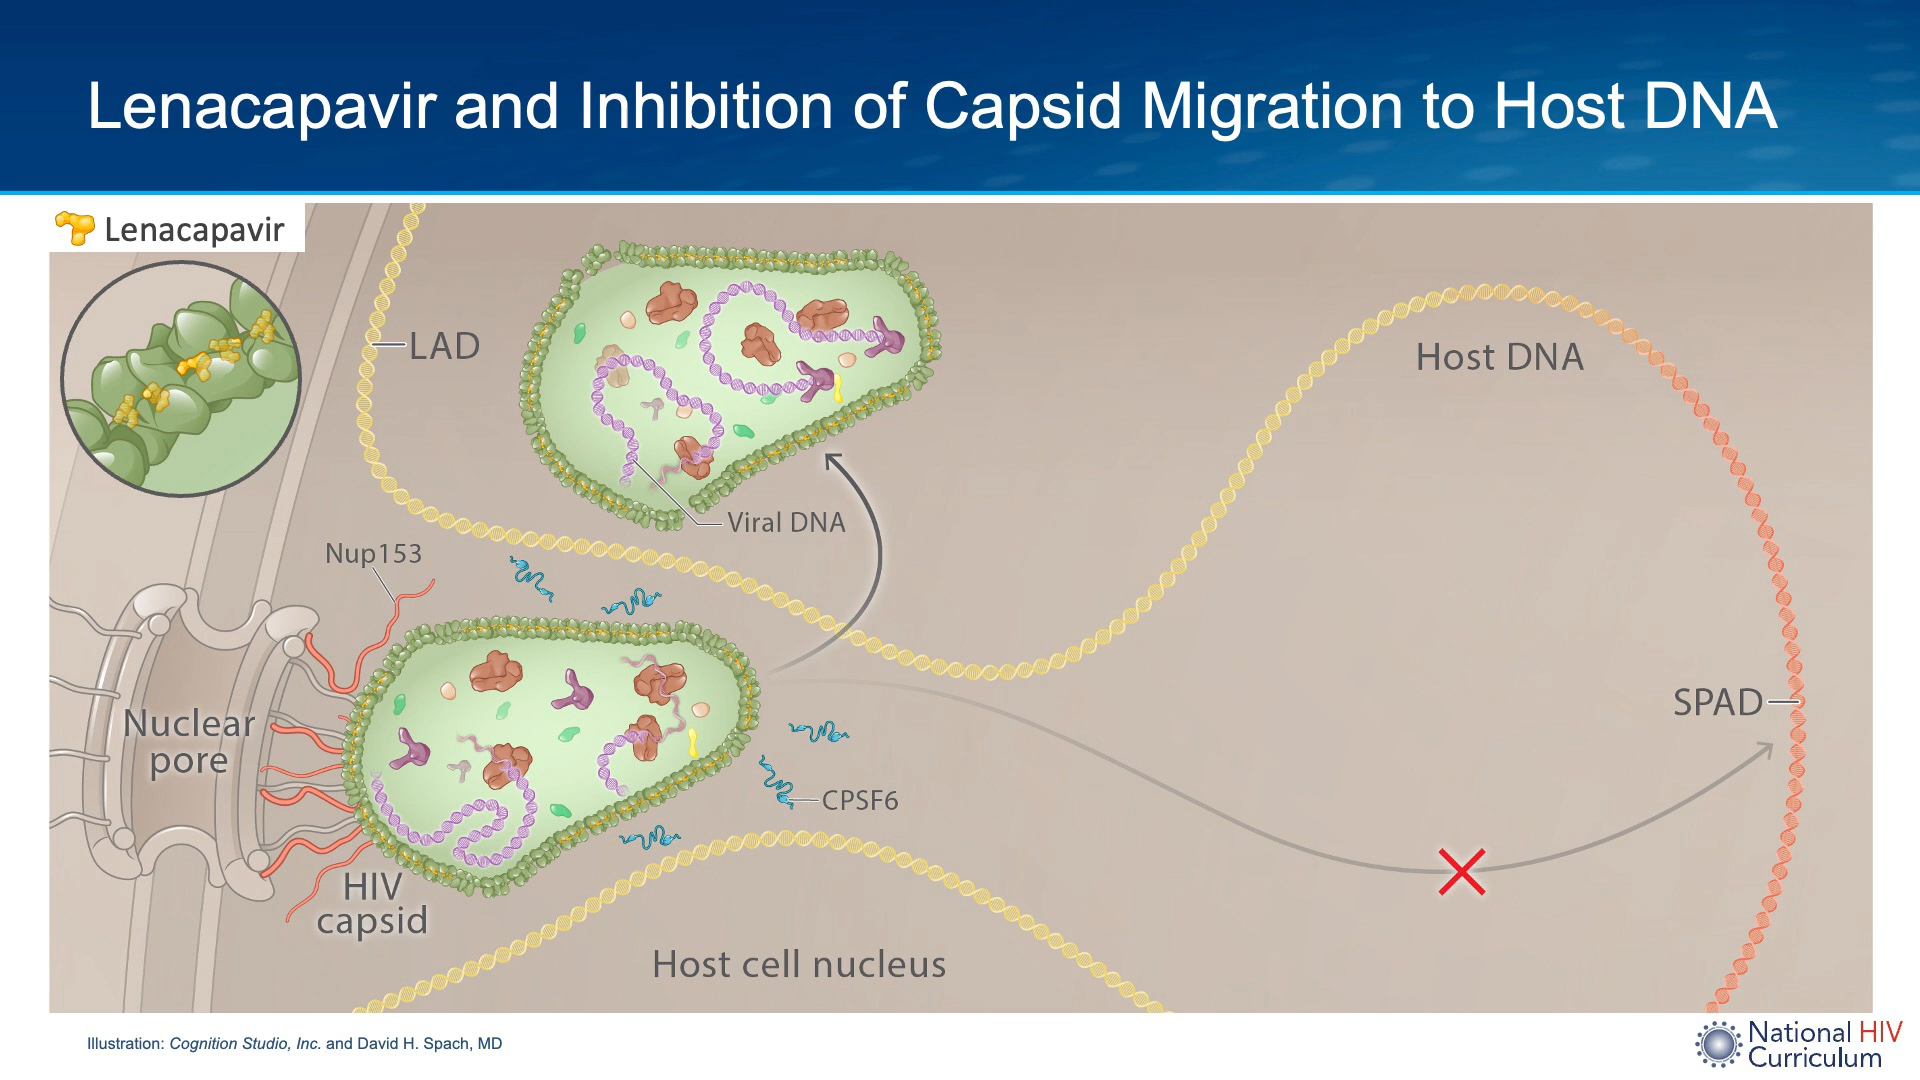 Lenacapavir and Inhibition of Capsid Migration to Host DNA
Lenacapavir
LAD
Host DNA
Viral DNA
Nup153
SPAD
Nuclear
pore
CPSF6
HIV
capsid
Host cell nucleus
Illustration: Cognition Studio, Inc. and David H. Spach, MD
National HIV
Curriculum